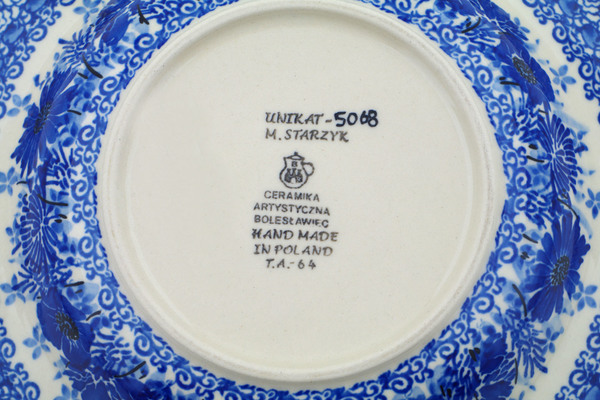 UNIKAT-5068
M. STARZYK
CERAMIKA
ARTYSTYCZNA
BOLESŁAWIEC
HAND MADE
IN POLAND
T.A.-64